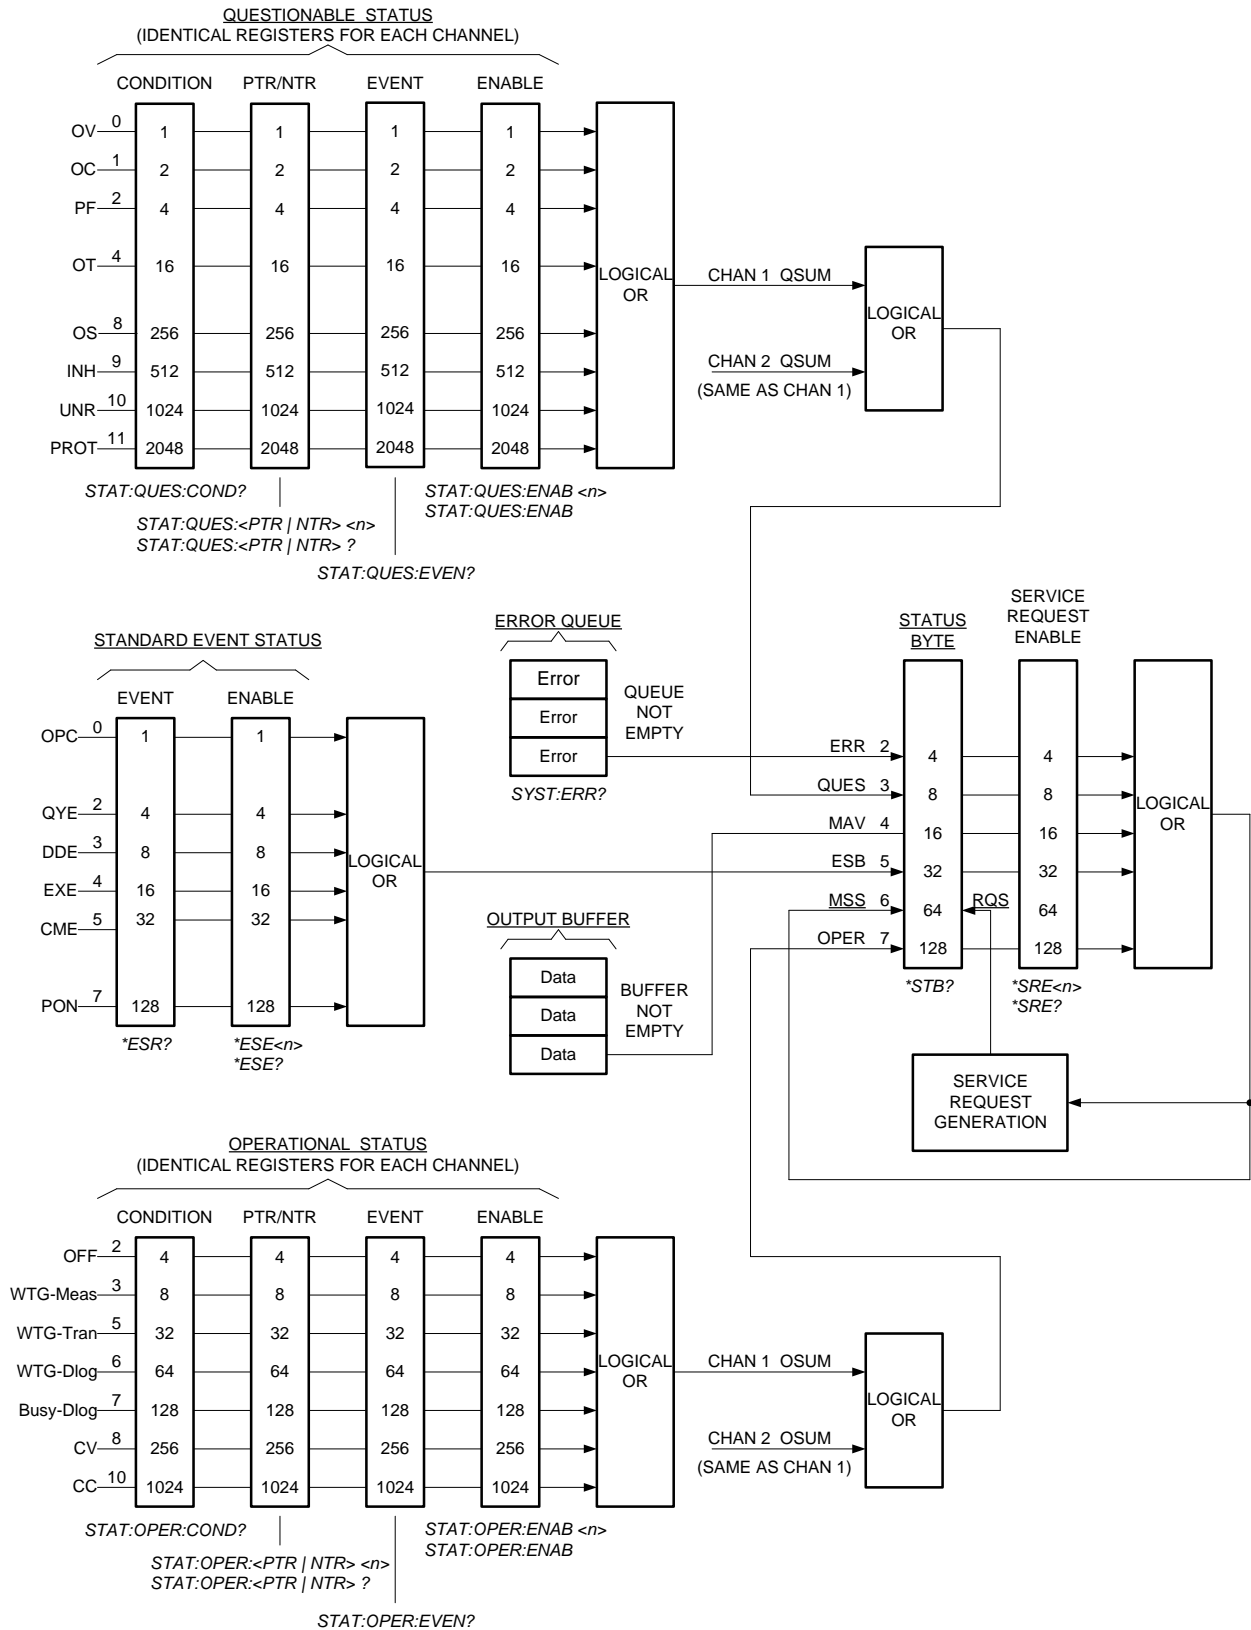 QUESTIONABLE STATUS
(IDENTICAL REGISTERS FOR EACH CHANNEL)
CONDITION PTR/NTR EVENT ENABLE
OV 0 1 1 1 1
OC 1 2 2 2 2
PF 2 4 4 4 4
OT 4 16 16 16 16
OS 8 256 256 256 256
INH 9 512 512 512 512
UNR 10 1024 1024 1024 1024
PROT 11 2048 2048 2048 2048
LOGICAL
OR
CHAN 1 QSUM
CHAN 2 QSUM
(SAME AS CHAN 1)
LOGICAL
OR
STAT:QUES:COND?
STAT:QUES:<PTR | NTR> <n>
STAT:QUES:<PTR | NTR> ?
STAT:QUES:EVEN?
STAT:QUES:ENAB <n>
STAT:QUES:ENAB
STANDARD EVENT STATUS
EVENT ENABLE
OPC 0 1 1
QYE 2 4 4
DDE 3 8 8
EXE 4 16 16
CME 5 32 32
PON 7 128 128
LOGICAL
OR
*ESR?
*ESE<n>
*ESE?
ERROR QUEUE
Error
Error
Error
QUEUE
NOT
EMPTY
SYST:ERR?
OUTPUT BUFFER
Data
Data
Data
BUFFER
NOT
EMPTY
STATUS
BYTE
SERVICE
REQUEST
ENABLE
ERR 2 4 4
QUES 3 8 8
MAV 4 16 16
ESB 5 32 32
MSS 6 64 RQS 64
OPER 7 128 128
LOGICAL
OR
*STB?
*SRE<n>
*SRE?
SERVICE
REQUEST
GENERATION
OPERATIONAL STATUS
(IDENTICAL REGISTERS FOR EACH CHANNEL)
CONDITION PTR/NTR EVENT ENABLE
OFF 2 4 4 4 4
WTG-Meas 3 8 8 8 8
WTG-Tran 5 32 32 32 32
WTG-Dlog 6 64 64 64 64
Busy-Dlog 7 128 128 128 128
CV 8 256 256 256 256
CC 10 1024 1024 1024 1024
LOGICAL
OR
CHAN 1 OSUM
CHAN 2 OSUM
(SAME AS CHAN 1)
LOGICAL
OR
STAT:OPER:COND?
STAT:OPER:<PTR | NTR> <n>
STAT:OPER:<PTR | NTR> ?
STAT:OPER:EVEN?
STAT:OPER:ENAB <n>
STAT:OPER:ENAB